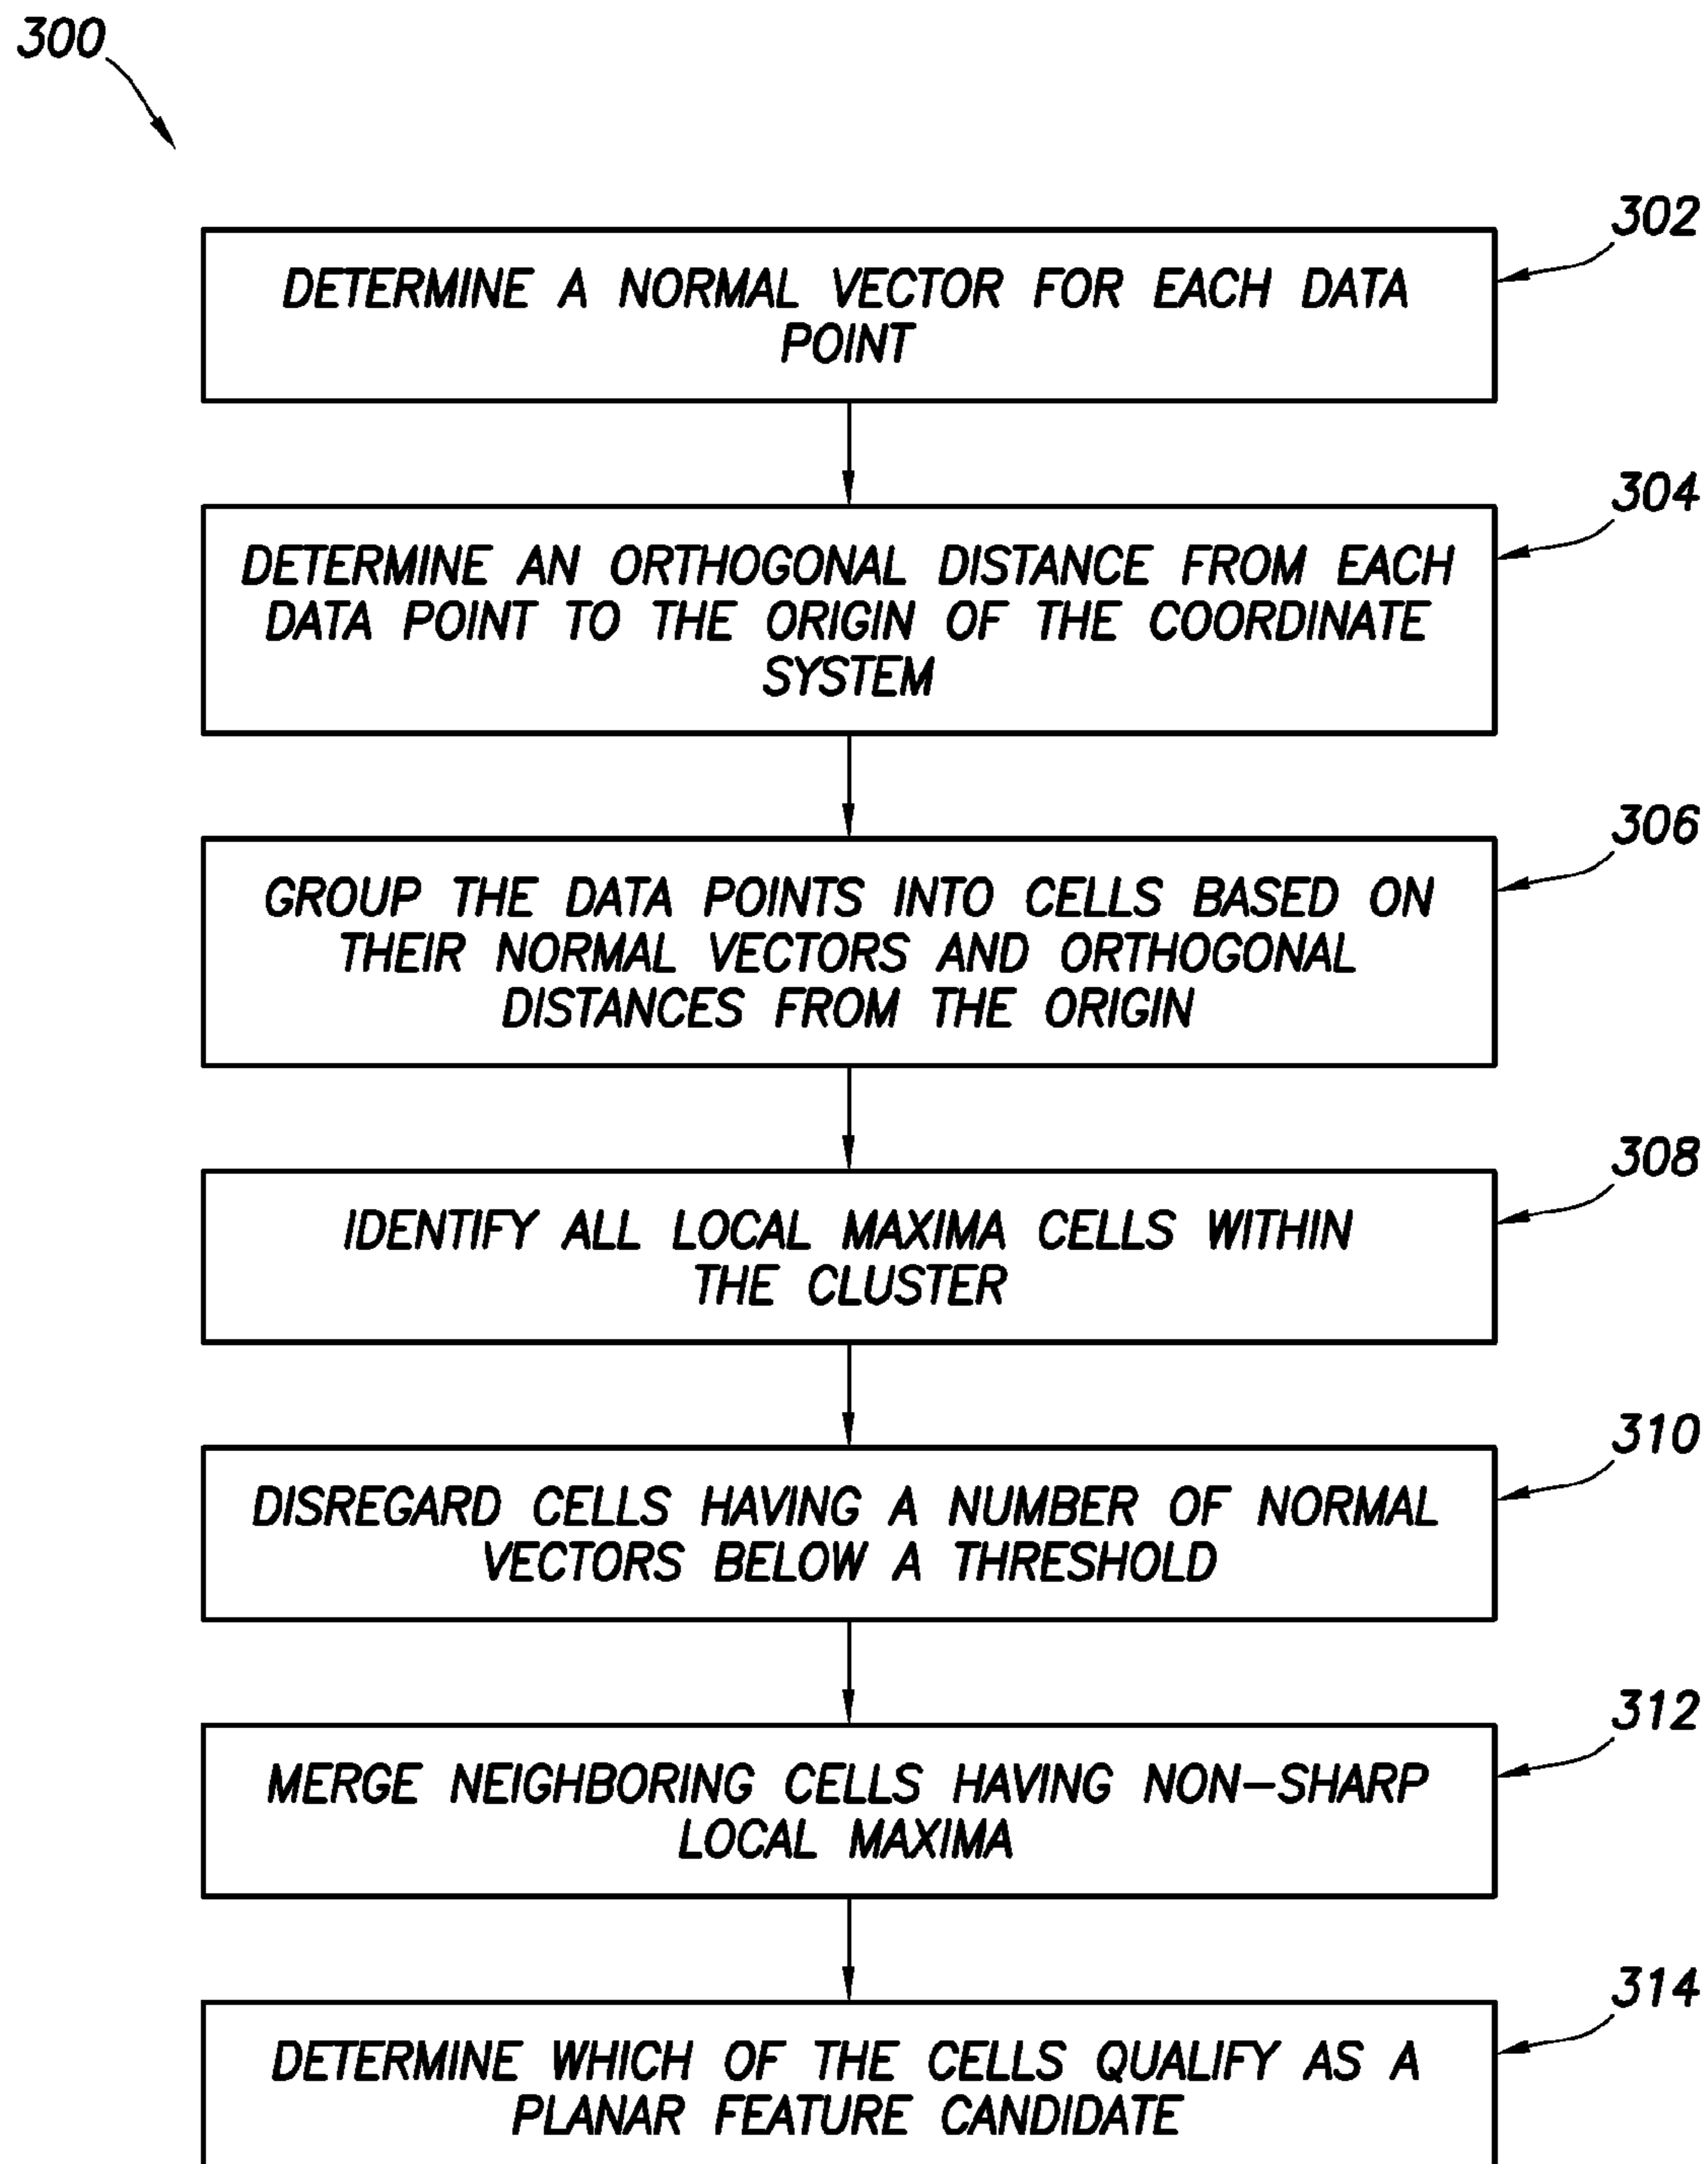 300
302
DETERMINE A NORMAL VECTOR FOR EACH DATA
POINT
304
DETERMINE AN ORTHOGONAL DISTANCE FROM EACH
DATA POINT TO THE ORIGIN OF THE COORDINATE
SYSTEM
306
GROUP THE DATA POINTS INTO CELLS BASED ON
THEIR NORMAL VECTORS AND ORTHOGONAL
DISTANCES FROM THE ORIGIN
308
IDENTIFY ALL LOCAL MAXIMA CELLS WITHIN
THE CLUSTER
310
DISREGARD CELLS HAVING A NUMBER OF NORMAL
VECTORS BELOW A THRESHOLD
312
MERGE NEIGHBORING CELLS HAVING NON-SHARP
LOCAL MAXIMA
314
DETERMINE WHICH OF THE CELLS QUALIFY AS A
PLANAR FEATURE CANDIDATE